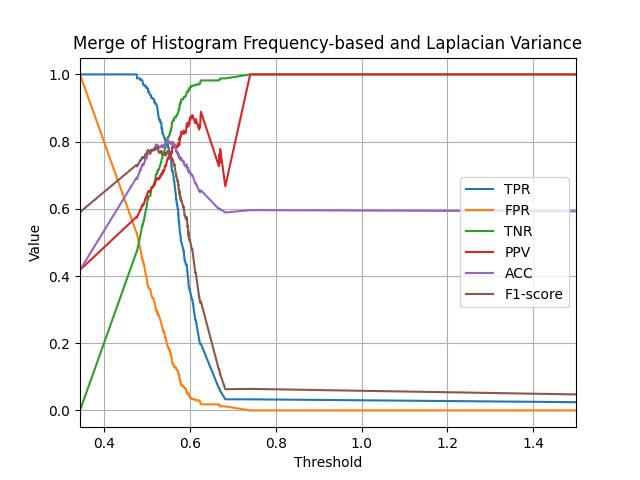 Merge of Histogram Frequency-based and Laplacian Variance
1.0
0.8
0.6
0.4
0.2
0.0
Value
0.4 0.6 0.8 1.0 1.2 1.4
Threshold
TPR
FPR
TNR
PPV
ACC
F1-score